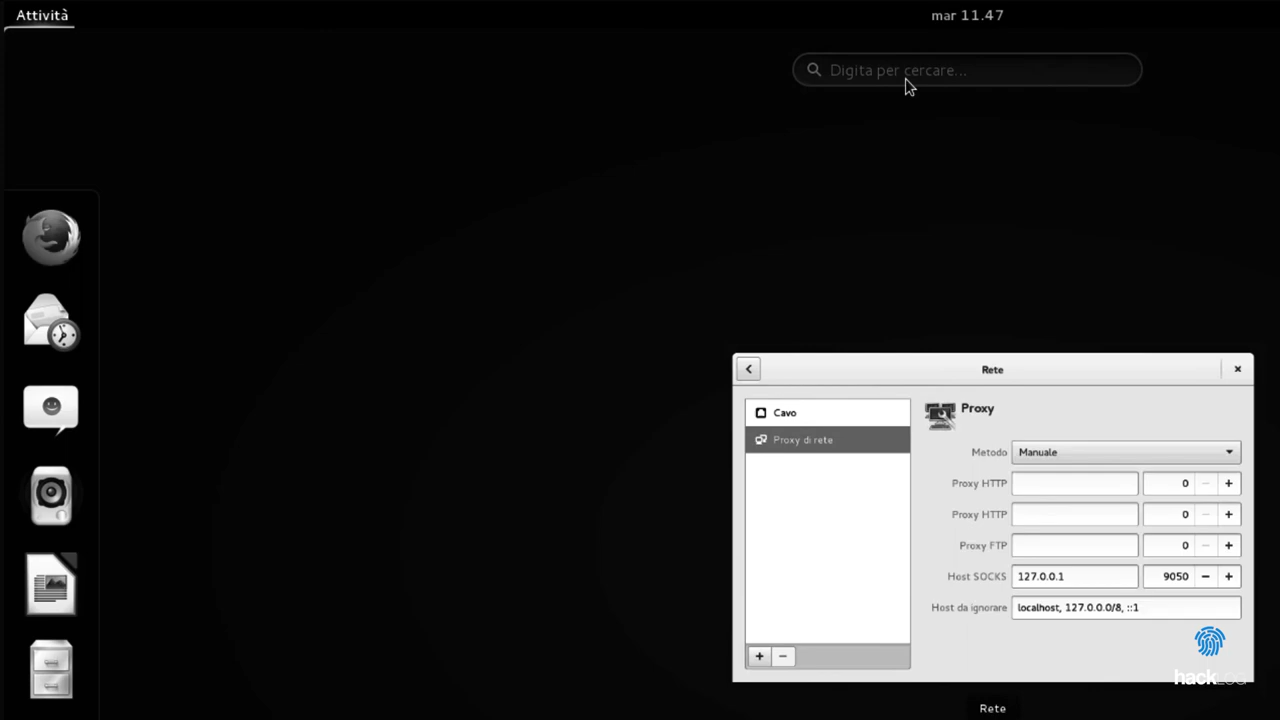 Attività
mar 11.47
Digita per cercare...
Rete
Cavo
Proxy di rete
Proxy
Metodo Manuale
Proxy HTTP 0 − +
Proxy HTTP 0 − +
Proxy FTP 0 − +
Host SOCKS 127.0.0.1 9050 − +
Host da ignorare localhost, 127.0.0.0/8, ::1
+ −
hackLOG
Rete